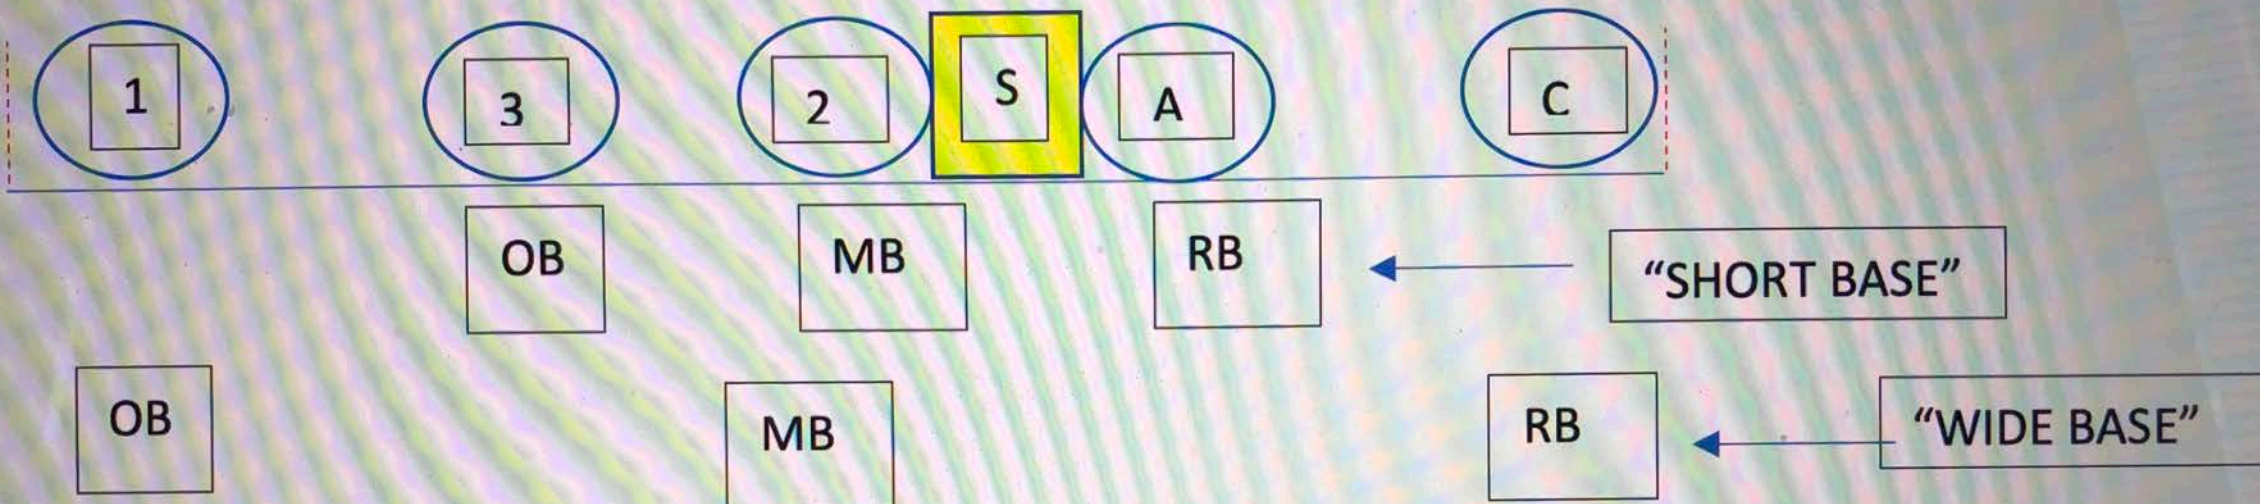 1 3 2 S A C
OB MB RB “SHORT BASE”
OB MB RB “WIDE BASE”